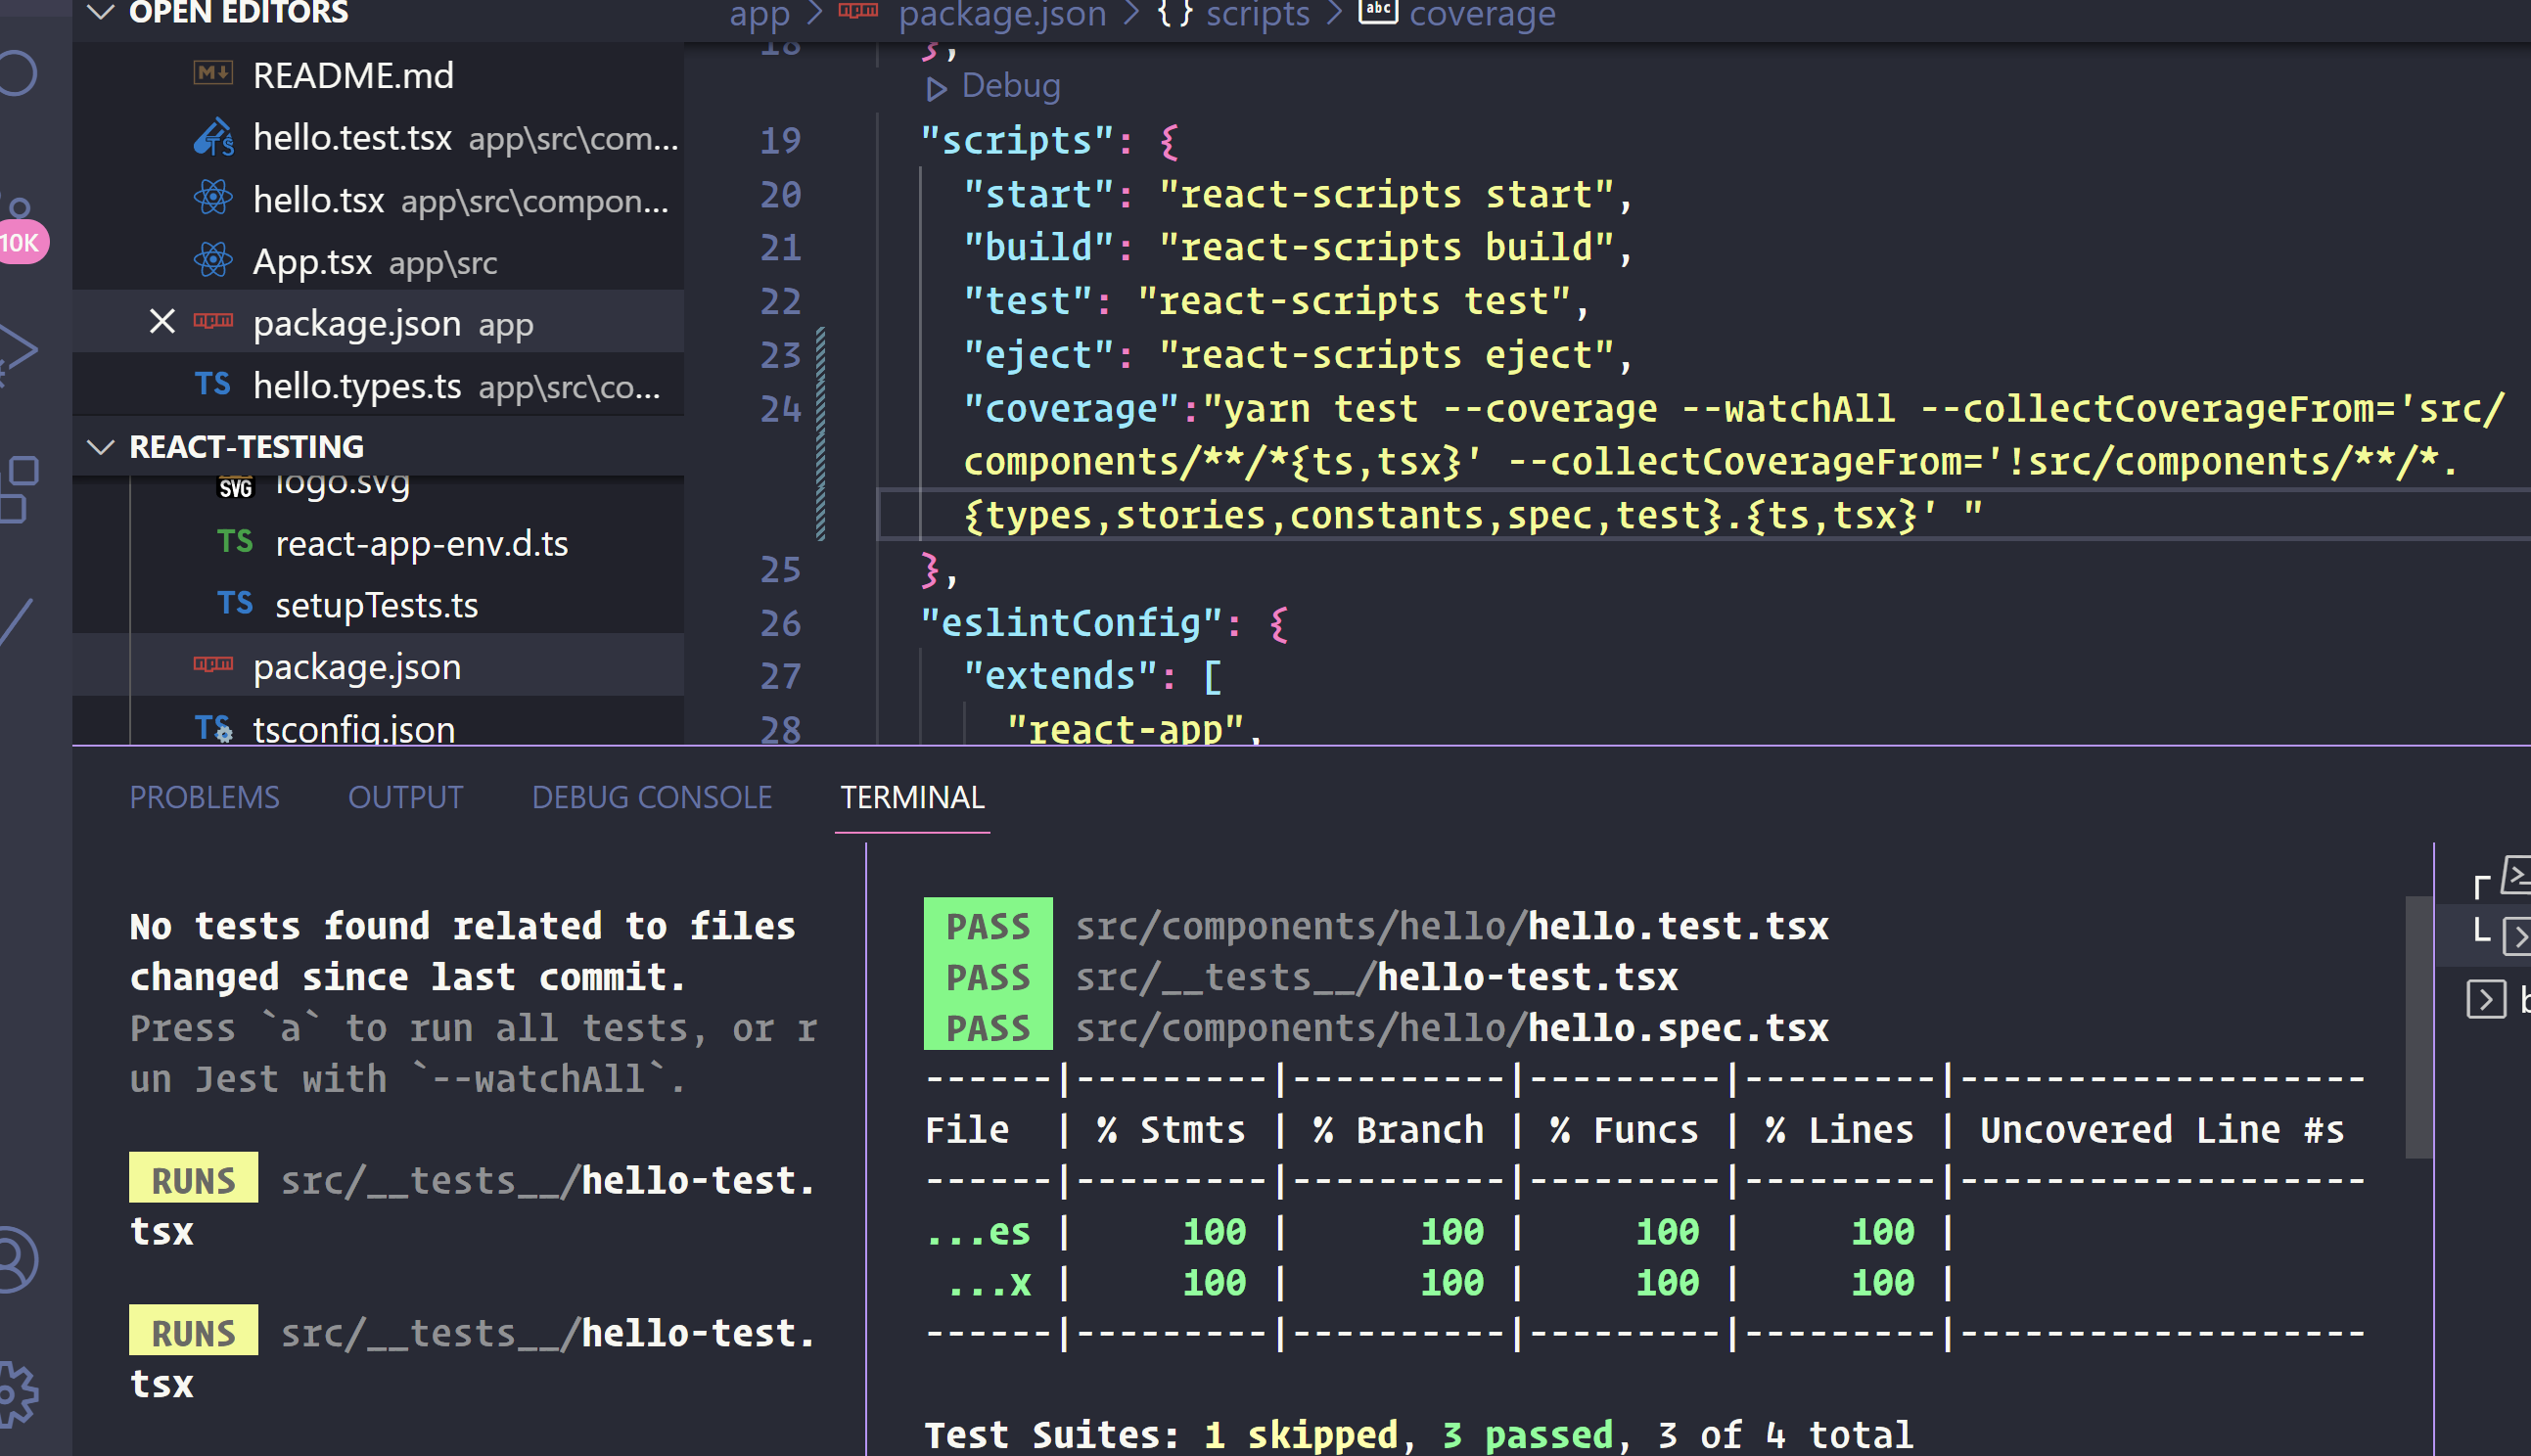 OPEN EDITORS
README.md
hello.test.tsx app\src\com...
hello.tsx app\src\compon...
App.tsx app\src
10K
package.json app
hello.types.ts app\src\co...
REACT-TESTING
logo.svg
react-app-env.d.ts
setupTests.ts
package.json
tsconfig.json
app > package.json > {} scripts > abc coverage
18 },
Debug
19 "scripts": {
20 "start": "react-scripts start",
21 "build": "react-scripts build",
22 "test": "react-scripts test",
23 "eject": "react-scripts eject",
24 "coverage":"yarn test --coverage --watchAll --collectCoverageFrom='src/
components/**/*{ts,tsx}' --collectCoverageFrom='!src/components/**/*.
{types,stories,constants,spec,test}.{ts,tsx}' "
25 },
26 "eslintConfig": {
27 "extends": [
28 "react-app",
PROBLEMS OUTPUT DEBUG CONSOLE TERMINAL
No tests found related to files
changed since last commit.
Press `a` to run all tests, or r
un Jest with `--watchAll`.
RUNS src/__tests__/hello-test.
tsx
RUNS src/__tests__/hello-test.
tsx
PASS src/components/hello/hello.test.tsx
PASS src/__tests__/hello-test.tsx
PASS src/components/hello/hello.spec.tsx
------|---------|----------|---------|---------|-------------------
File | % Stmts | % Branch | % Funcs | % Lines | Uncovered Line #s
------|---------|----------|---------|---------|-------------------
...es | 100 | 100 | 100 | 100 |
...x | 100 | 100 | 100 | 100 |
------|---------|----------|---------|---------|-------------------
Test Suites: 1 skipped, 3 passed, 3 of 4 total